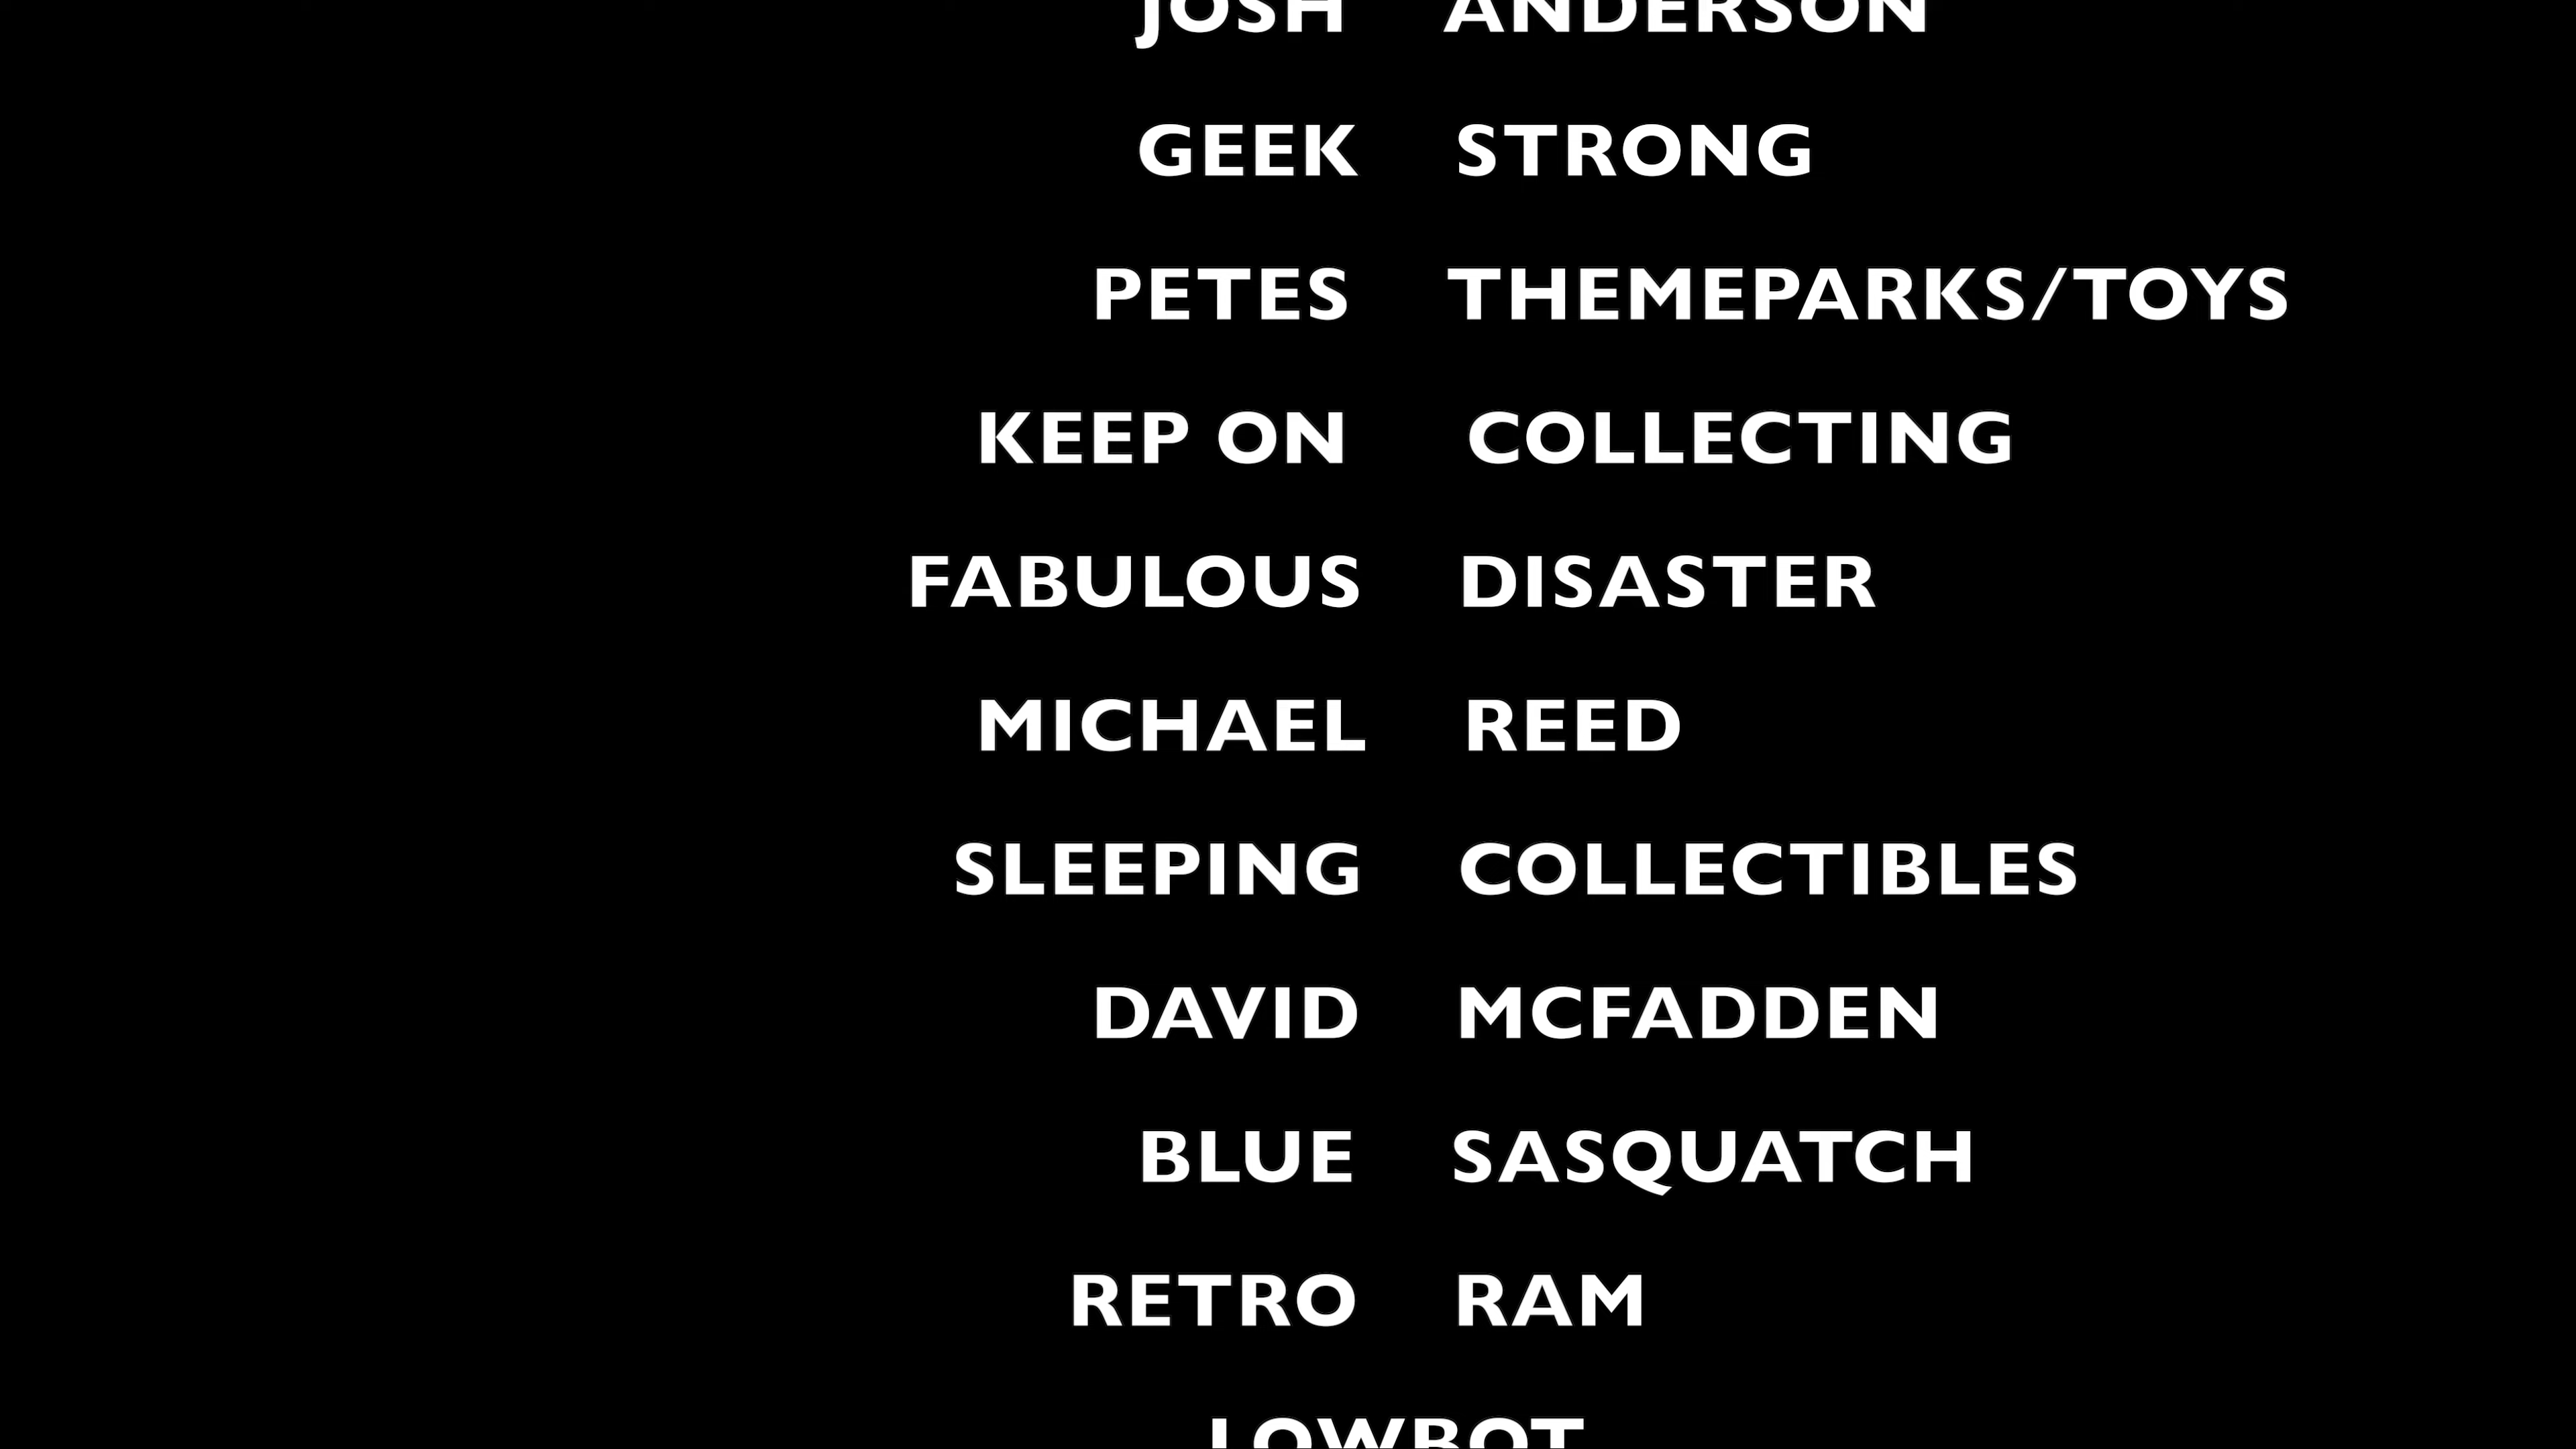 JOSH ANDERSON
GEEK STRONG
PETES THEMEPARKS/TOYS
KEEP ON COLLECTING
FABULOUS DISASTER
MICHAEL REED
SLEEPING COLLECTIBLES
DAVID MCFADDEN
BLUE SASQUATCH
RETRO RAM
LOWBOT